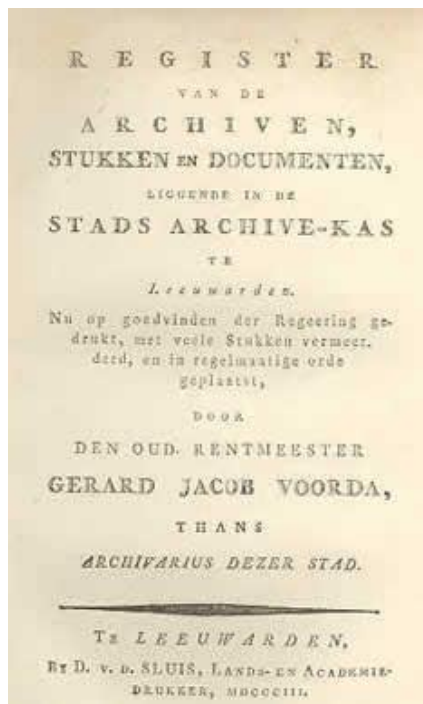 REGISTER
VAN DE
ARCHIVEN,
STUKKEN EN DOCUMENTEN,
LIGGENDE IN DE
STADS ARCHIVE-KAS
TE
Leeuwarden.
Nu op goedvinden der Regeering ge-
drukt, met veele Stukken vermeer.
derd, en in regelmaatige orde
geplaatst,
DOOR
DEN OUD. RENTMEESTER
GERARD JACOB VOORDA,
THANS
ARCHIVARIUS DEZER STAD.
TE LEEUWARDEN,
BY D. v. d. SLUIS, LANDS- EN ACADEMIE-
DRUKKER, MDCCCIII.